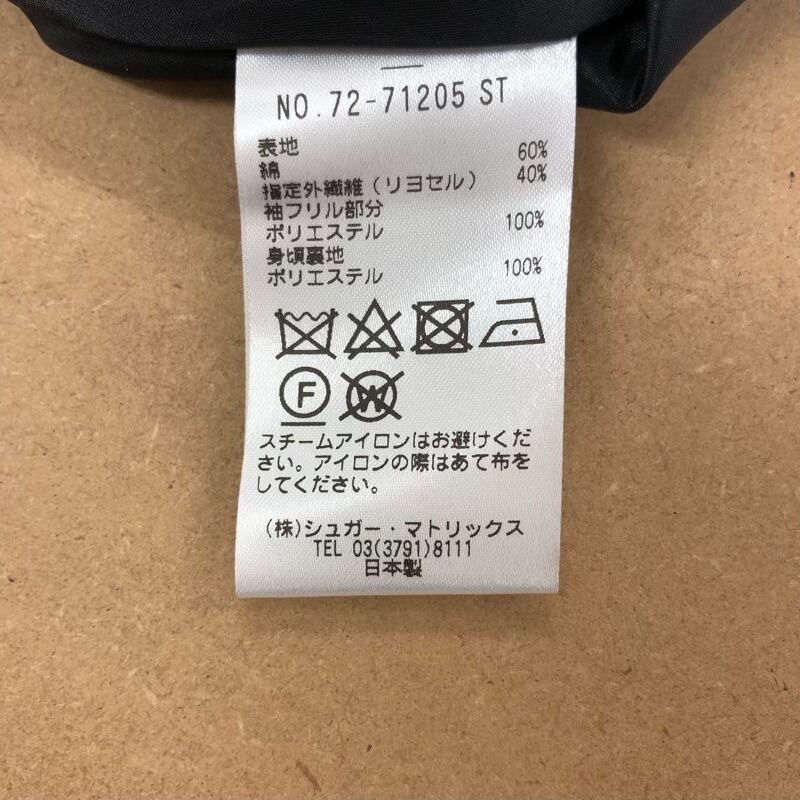 NO.72-71205 ST
表地
綿 60%
指定外繊維(リヨセル) 40%
袖フリル部分
ポリエステル 100%
身頃裏地
ポリエステル 100%
F W
スチームアイロンはお避けくだ
さい。アイロンの際はあて布を
してください。
(株)シュガー・マトリックス
TEL 03(3791)8111
日本製